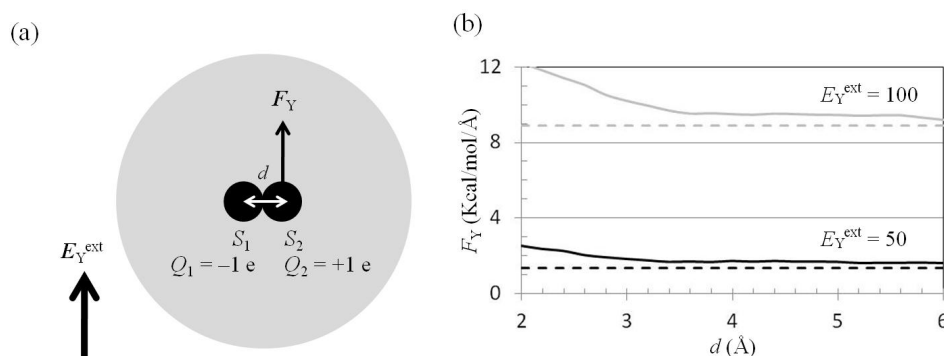 (a)
F_Y
d
S_1 S_2
Q_1 = −1 e Q_2 = +1 e
E_Y^ext
(b)
12
8
4
0
F_Y (Kcal/mol/Å)
E_Y^ext = 100
E_Y^ext = 50
2 3 4 5 6
d (Å)